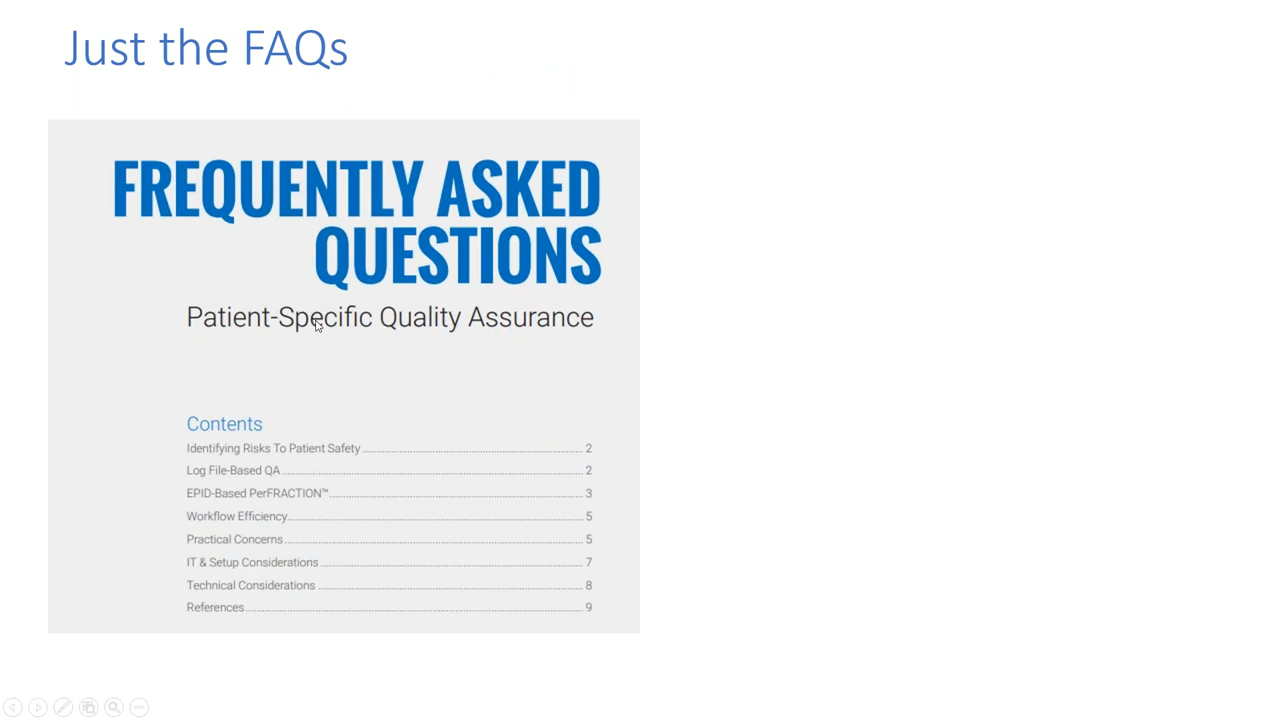 Just the FAQs
FREQUENTLY ASKED
QUESTIONS
Patient-Specific Quality Assurance
Contents
Identifying Risks To Patient Safety 2
Log File-Based QA 2
EPID-Based PerFRACTION™ 3
Workflow Efficiency 5
Practical Concerns 5
IT & Setup Considerations 7
Technical Considerations 8
References 9